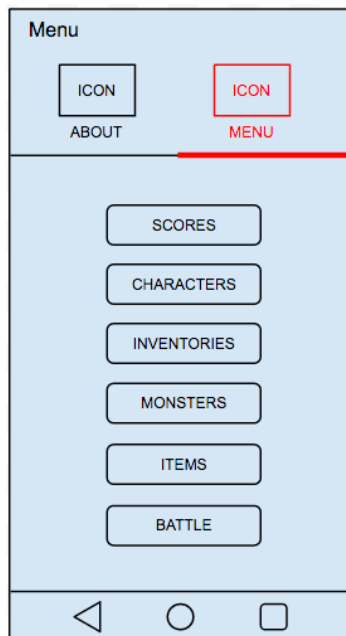 Menu
ICON ICON
ABOUT MENU
SCORES
CHARACTERS
INVENTORIES
MONSTERS
ITEMS
BATTLE